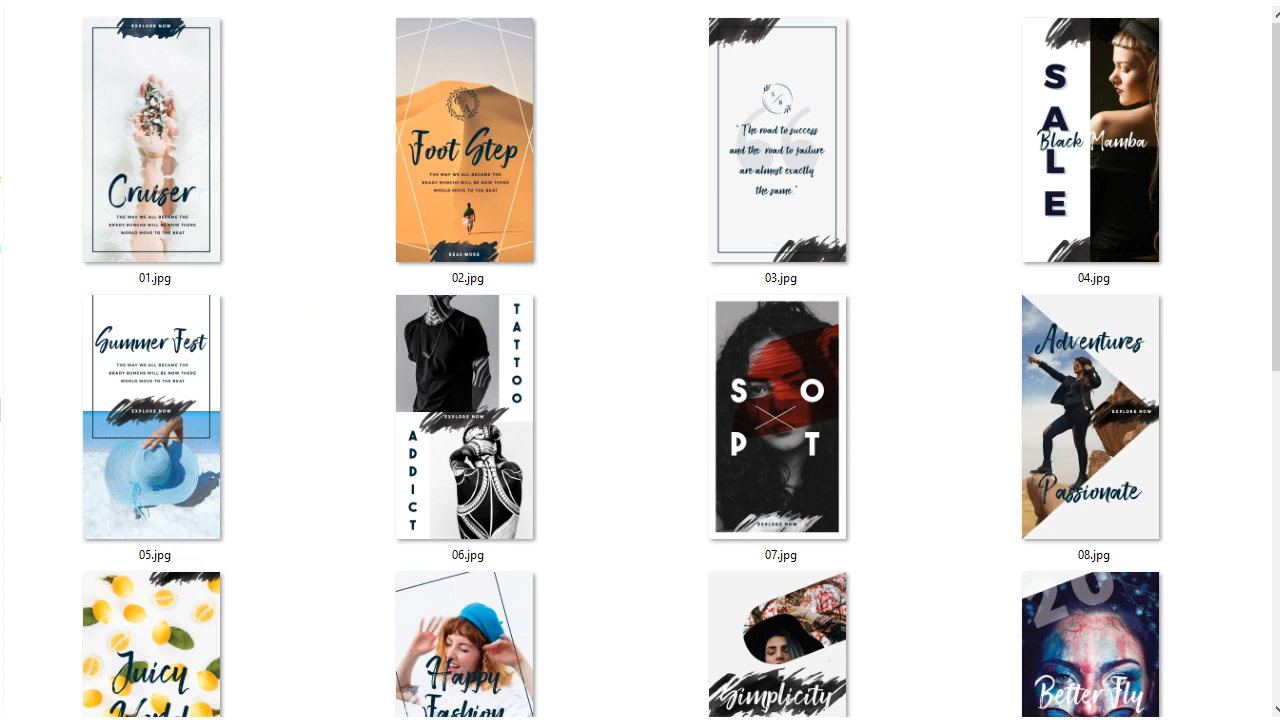 EXPLORE NOW
Cruiser
THE WAY WE ALL BECAME THE
BRADY BUNCHS WILL BE NOW THERE
WORLD MOVE TO THE BEAT
Foot Step
THE WAY WE ALL BECAME THE
BRADY BUNCHS WILL BE NOW THERE
WORLD MOVE TO THE BEAT
READ MORE
S
B
"The road to success
and the road to failure
are almost exactly
the same."
SALE
Black Mamba
01.jpg
02.jpg
03.jpg
04.jpg
Summer Fest
THE WAY WE ALL BECAME THE
BRADY BUNCHS WILL BE NOW THERE
WORLD MOVE TO THE BEAT
EXPLORE NOW
TATTOO
EXPLORE NOW
ADDICT
S O
P T
EXPLORE NOW
Adventures
EXPLORE NOW
Passionate
05.jpg
06.jpg
07.jpg
08.jpg
Juicy
World
Happy
Fashion
Simplicity
20
Better Fly